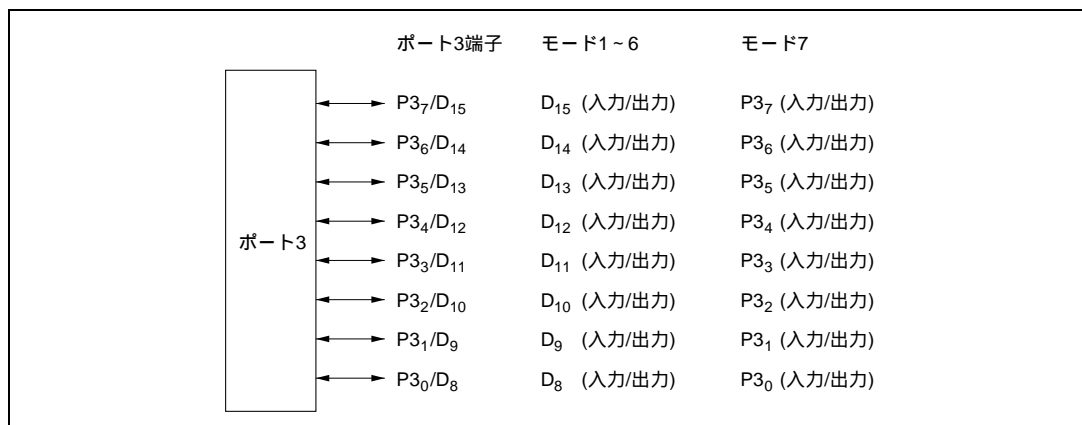 ポート3端子 モード1~6 モード7
P3₇/D₁₅ D₁₅ (入力/出力) P3₇ (入力/出力)
P3₆/D₁₄ D₁₄ (入力/出力) P3₆ (入力/出力)
P3₅/D₁₃ D₁₃ (入力/出力) P3₅ (入力/出力)
P3₄/D₁₂ D₁₂ (入力/出力) P3₄ (入力/出力)
ポート3
P3₃/D₁₁ D₁₁ (入力/出力) P3₃ (入力/出力)
P3₂/D₁₀ D₁₀ (入力/出力) P3₂ (入力/出力)
P3₁/D₉ D₉ (入力/出力) P3₁ (入力/出力)
P3₀/D₈ D₈ (入力/出力) P3₀ (入力/出力)